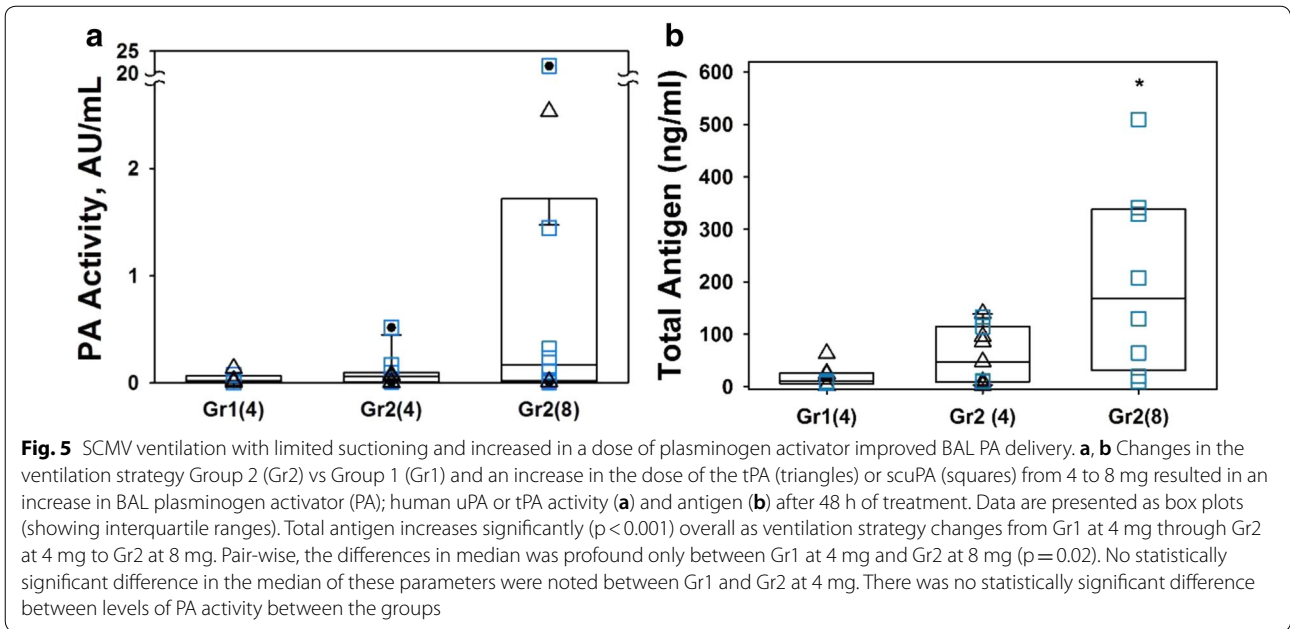 a
25
20
2
1
0
PA Activity, AU/mL
Gr1(4) Gr2(4) Gr2(8)
b
600
500
400
300
200
100
0
Total Antigen (ng/ml)
*
Gr1(4) Gr2 (4) Gr2(8)
Fig. 5 SCMV ventilation with limited suctioning and increased in a dose of plasminogen activator improved BAL PA delivery. a, b Changes in the
ventilation strategy Group 2 (Gr2) vs Group 1 (Gr1) and an increase in the dose of the tPA (triangles) or scuPA (squares) from 4 to 8 mg resulted in an
increase in BAL plasminogen activator (PA); human uPA or tPA activity (a) and antigen (b) after 48 h of treatment. Data are presented as box plots
(showing interquartile ranges). Total antigen increases significantly (p < 0.001) overall as ventilation strategy changes from Gr1 at 4 mg through Gr2
at 4 mg to Gr2 at 8 mg. Pair-wise, the differences in median was profound only between Gr1 at 4 mg and Gr2 at 8 mg (p = 0.02). No statistically
significant difference in the median of these parameters were noted between Gr1 and Gr2 at 4 mg. There was no statistically significant difference
between levels of PA activity between the groups